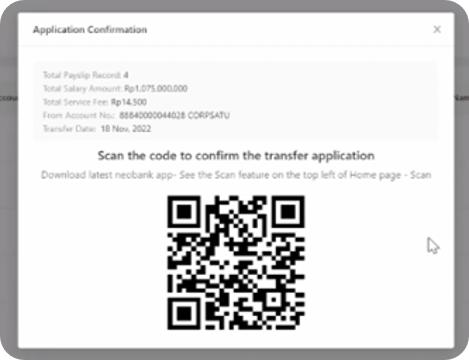 Application Confirmation
Total Payslip Record: 4
Total Salary Amount: Rp1,075,000,000
Total Service Fee: Rp14,500
From Account No.: 88840000044028 CORPSATU
Transfer Date: 18 Nov, 2022
Scan the code to confirm the transfer application
Download latest neobank app- See the Scan feature on the top left of Home page - Scan